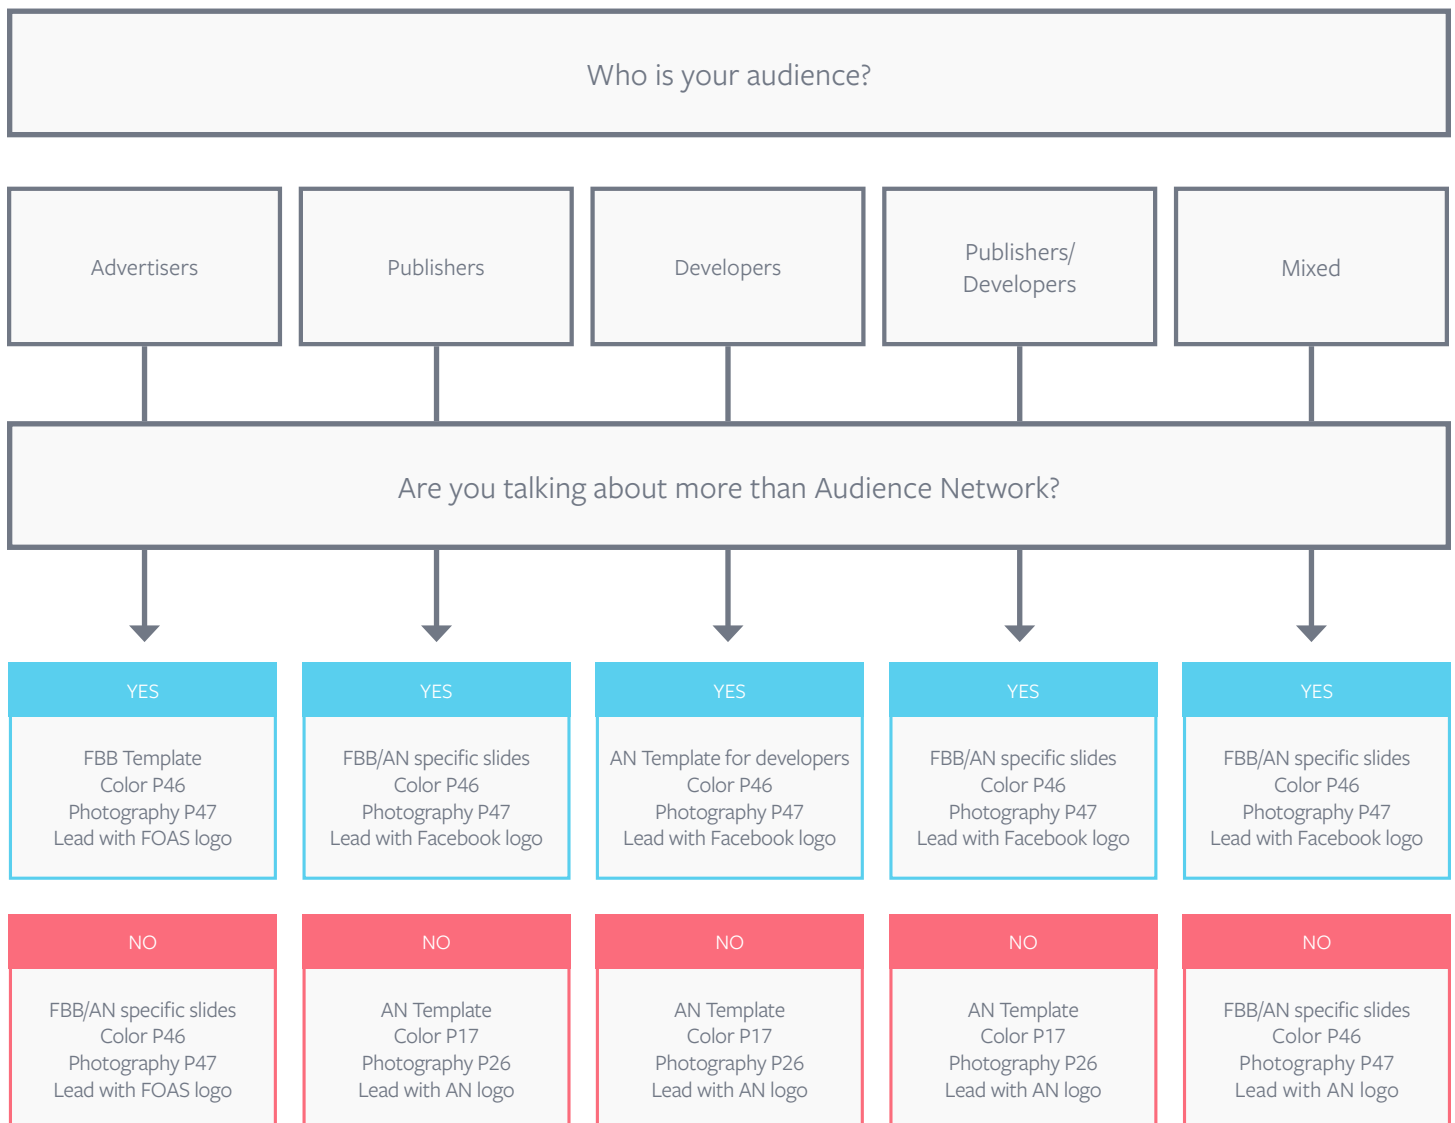 Who is your audience?
Advertisers
Publishers
Developers
Publishers/
Developers
Mixed
Are you talking about more than Audience Network?
YES
FBB Template
Color P46
Photography P47
Lead with FOAS logo
YES
FBB/AN specific slides
Color P46
Photography P47
Lead with Facebook logo
YES
AN Template for developers
Color P46
Photography P47
Lead with Facebook logo
YES
FBB/AN specific slides
Color P46
Photography P47
Lead with Facebook logo
YES
FBB/AN specific slides
Color P46
Photography P47
Lead with Facebook logo
NO
FBB/AN specific slides
Color P46
Photography P47
Lead with FOAS logo
NO
AN Template
Color P17
Photography P26
Lead with AN logo
NO
AN Template
Color P17
Photography P26
Lead with AN logo
NO
AN Template
Color P17
Photography P26
Lead with AN logo
NO
FBB/AN specific slides
Color P46
Photography P47
Lead with AN logo